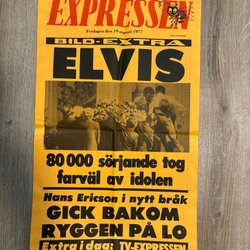 EXPRESSEN
Fredagen den 19 augusti 1977
BILD-EXTRA
ELVIS
80 000 sörjande tog
farväl av idolen
Hans Ericson i nytt bråk
GICK BAKOM
RYGGEN PÅ LO
Extra i dag: TV-EXPRESSEN